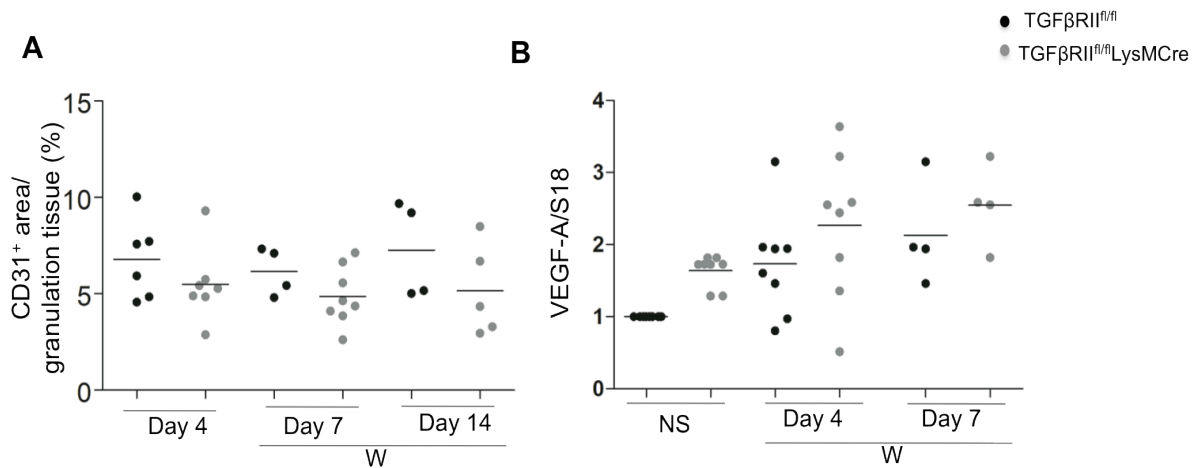 TGFβRII^fl/fl
TGFβRII^fl/fl LysMCre
A
B
CD31⁺ area/
granulation tissue (%)
15
10
5
0
Day 4
Day 7
Day 14
W
VEGF-A/S18
4
3
2
1
0
NS
Day 4
Day 7
W